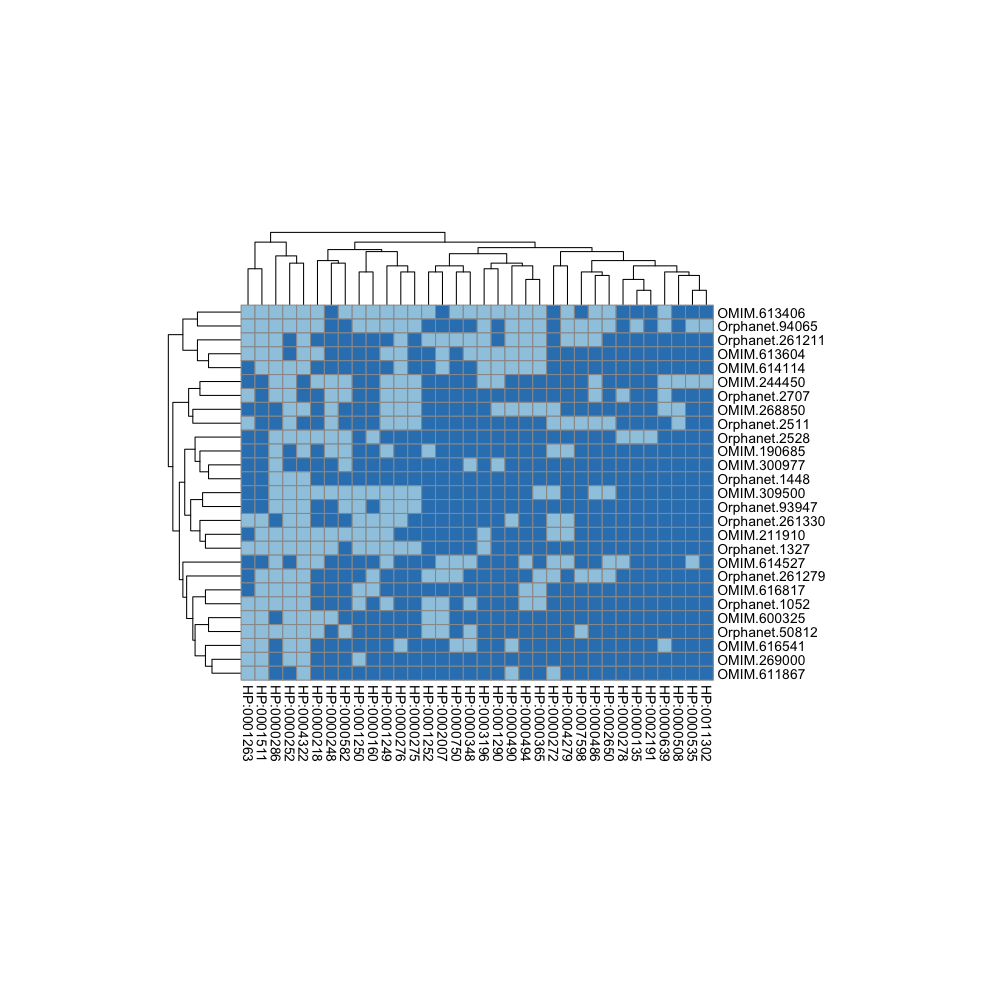 OMIM.613406
Orphanet.94065
Orphanet.261211
OMIM.613604
OMIM.614114
OMIM.244450
Orphanet.2707
OMIM.268850
Orphanet.2511
Orphanet.2528
OMIM.190685
OMIM.300977
Orphanet.1448
OMIM.309500
Orphanet.93947
Orphanet.261330
OMIM.211910
Orphanet.1327
OMIM.614527
Orphanet.261279
OMIM.616817
Orphanet.1052
OMIM.600325
Orphanet.50812
OMIM.616541
OMIM.269000
OMIM.611867
HP:0001263
HP:0001511
HP:0000286
HP:0000252
HP:0004322
HP:0000218
HP:0000248
HP:0000582
HP:0001250
HP:0000160
HP:0001249
HP:0000276
HP:0000275
HP:0001252
HP:0002007
HP:0000750
HP:0000348
HP:0003196
HP:0001290
HP:0000490
HP:0000494
HP:0000365
HP:0000272
HP:0004279
HP:0007598
HP:0000486
HP:0002650
HP:0000278
HP:0000135
HP:0002191
HP:0000639
HP:0000508
HP:0000535
HP:0011302